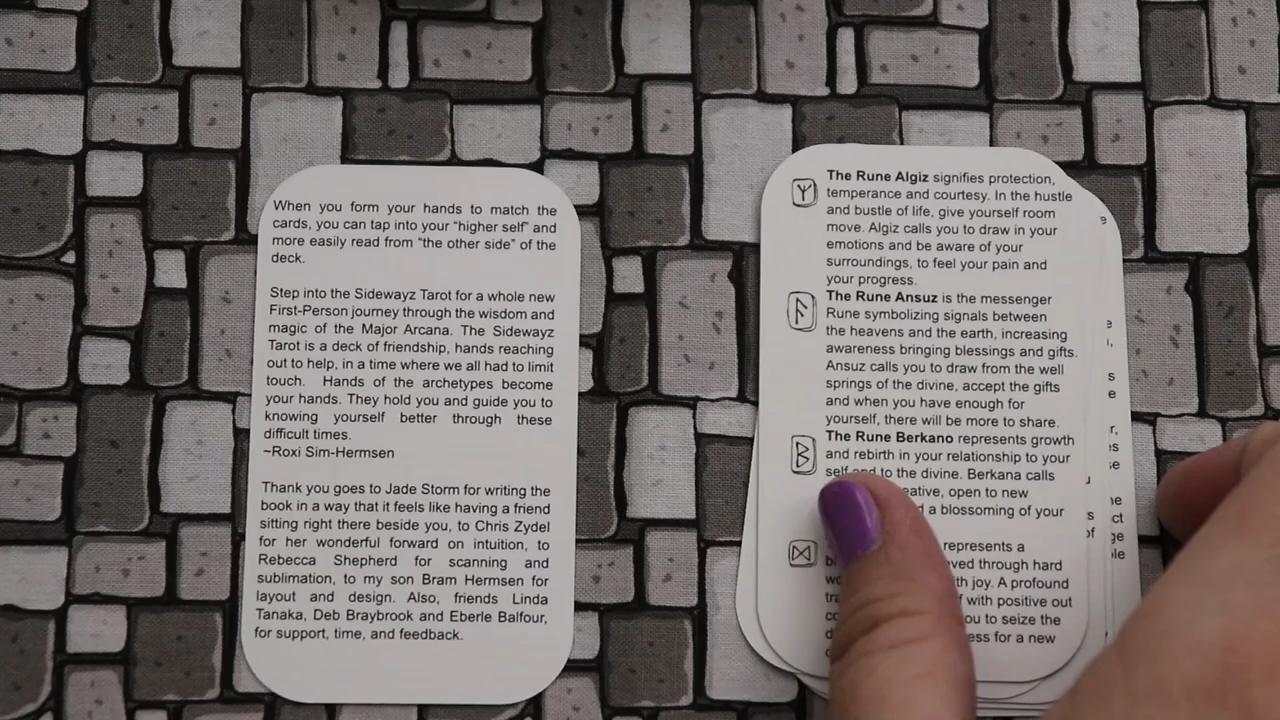 When you form your hands to match the
cards, you can tap into your “higher self” and
more easily read from “the other side” of the
deck.
Step into the Sidewayz Tarot for a whole new
First-Person journey through the wisdom and
magic of the Major Arcana. The Sidewayz
Tarot is a deck of friendship, hands reaching
out to help, in a time where we all had to limit
touch. Hands of the archetypes become
your hands. They hold you and guide you to
knowing yourself better through these
difficult times.
~Roxi Sim-Hermsen
Thank you goes to Jade Storm for writing the
book in a way that it feels like having a friend
sitting right there beside you, to Chris Zydel
for her wonderful forward on intuition, to
Rebecca Shepherd for scanning and
sublimation, to my son Bram Hermsen for
layout and design. Also, friends Linda
Tanaka, Deb Braybrook and Eberle Balfour,
for support, time, and feedback.
The Rune Algiz signifies protection,
temperance and courtesy. In the hustle
and bustle of life, give yourself room
move. Algiz calls you to draw in your
emotions and be aware of your
surroundings, to feel your pain and
your progress.
The Rune Ansuz is the messenger
Rune symbolizing signals between
the heavens and the earth, increasing
awareness bringing blessings and gifts.
Ansuz calls you to draw from the well
springs of the divine, accept the gifts
and when you have enough for
yourself, there will be more to share.
The Rune Berkano represents growth
and rebirth in your relationship to your
self and to the divine. Berkana calls
open to new
a blossoming of your
represents a
through hard
with joy. A profound
with positive out
to seize the
for a new